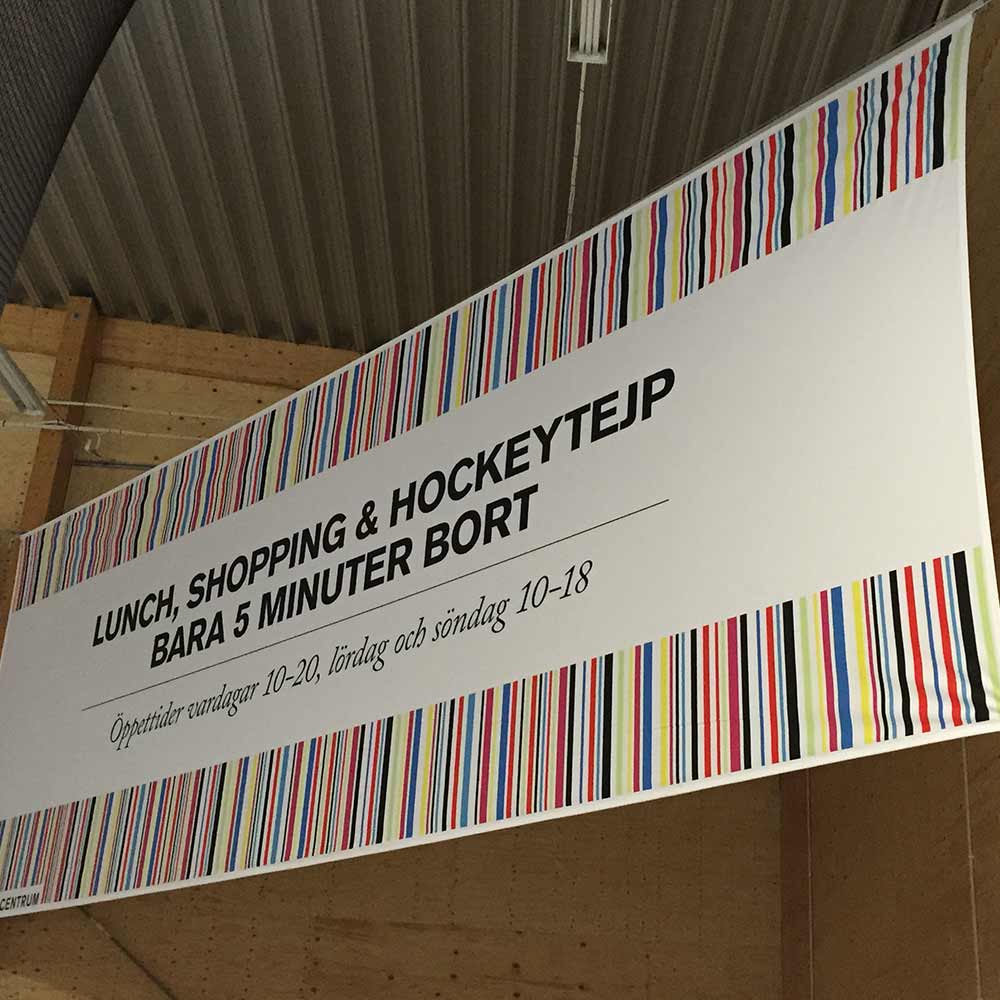 LUNCH, SHOPPING & HOCKEYTEJP
BARA 5 MINUTER BORT
Öppettider vardagar 10–20, lördag och söndag 10–18
CENTRUM